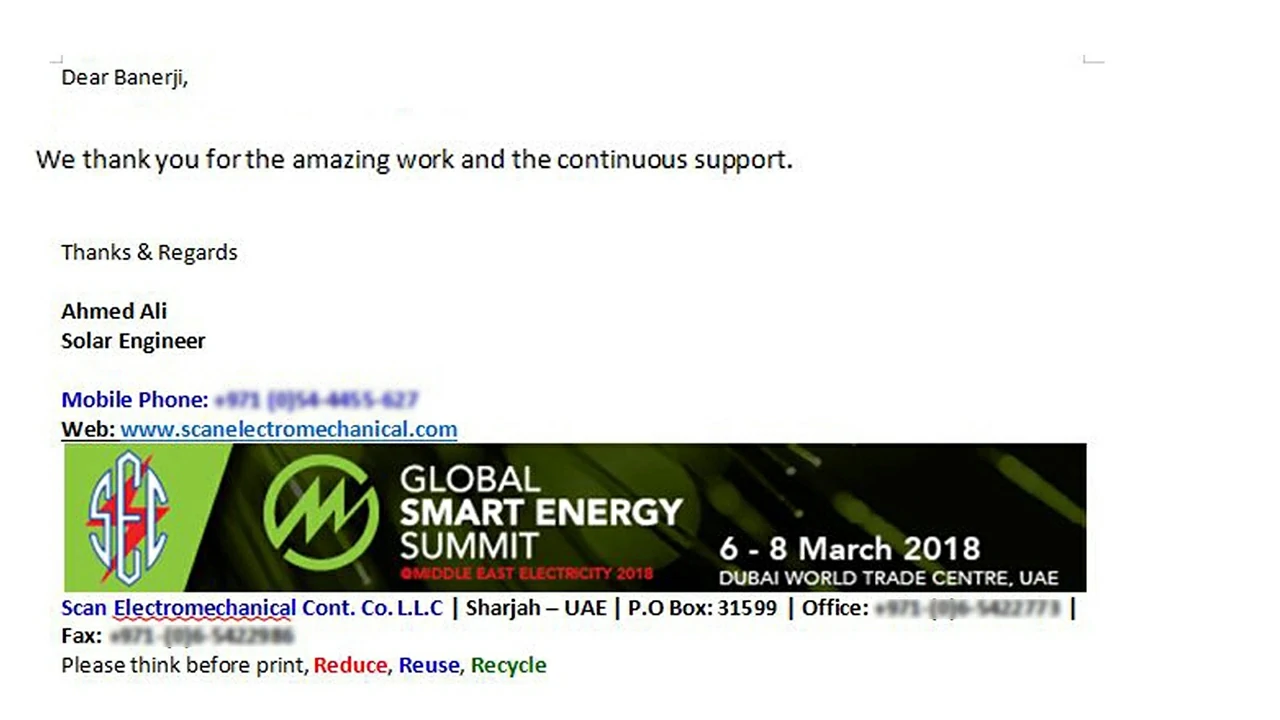 Dear Banerji,
We thank you for the amazing work and the continuous support.
Thanks & Regards
Ahmed Ali
Solar Engineer
Mobile Phone:
Web: www.scanelectromechanical.com
SEC
GLOBAL
SMART ENERGY
SUMMIT
@MIDDLE EAST ELECTRICITY 2018
6 - 8 March 2018
DUBAI WORLD TRADE CENTRE, UAE
Scan Electromechanical Cont. Co. L.L.C | Sharjah – UAE | P.O Box: 31599 | Office: |
Fax:
Please think before print, Reduce, Reuse, Recycle